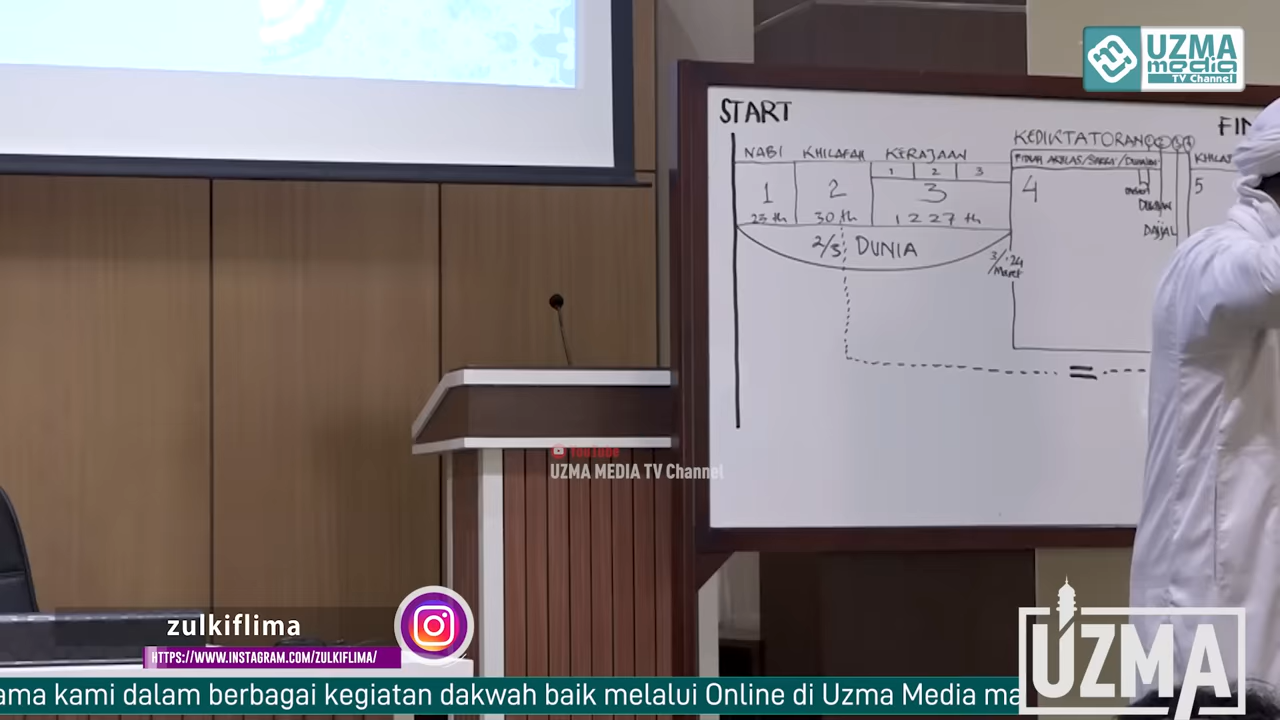 UZMA
media
TV Channel
START
FIN
KEDIKTATORAN
NABI
KHILAFAH
KERAJAAN
1 2 3
1
2
3
4
5
23 th
30 th
1227 th
DAJJAL
2/3 DUNIA
3/3'24
Maret
=
YouTube
UZMA MEDIA TV Channel
zulkiflima
HTTPS://WWW.INSTAGRAM.COM/ZULKIFLIMA/
UZMA
ama kami dalam berbagai kegiatan dakwah baik melalui Online di Uzma Media ma